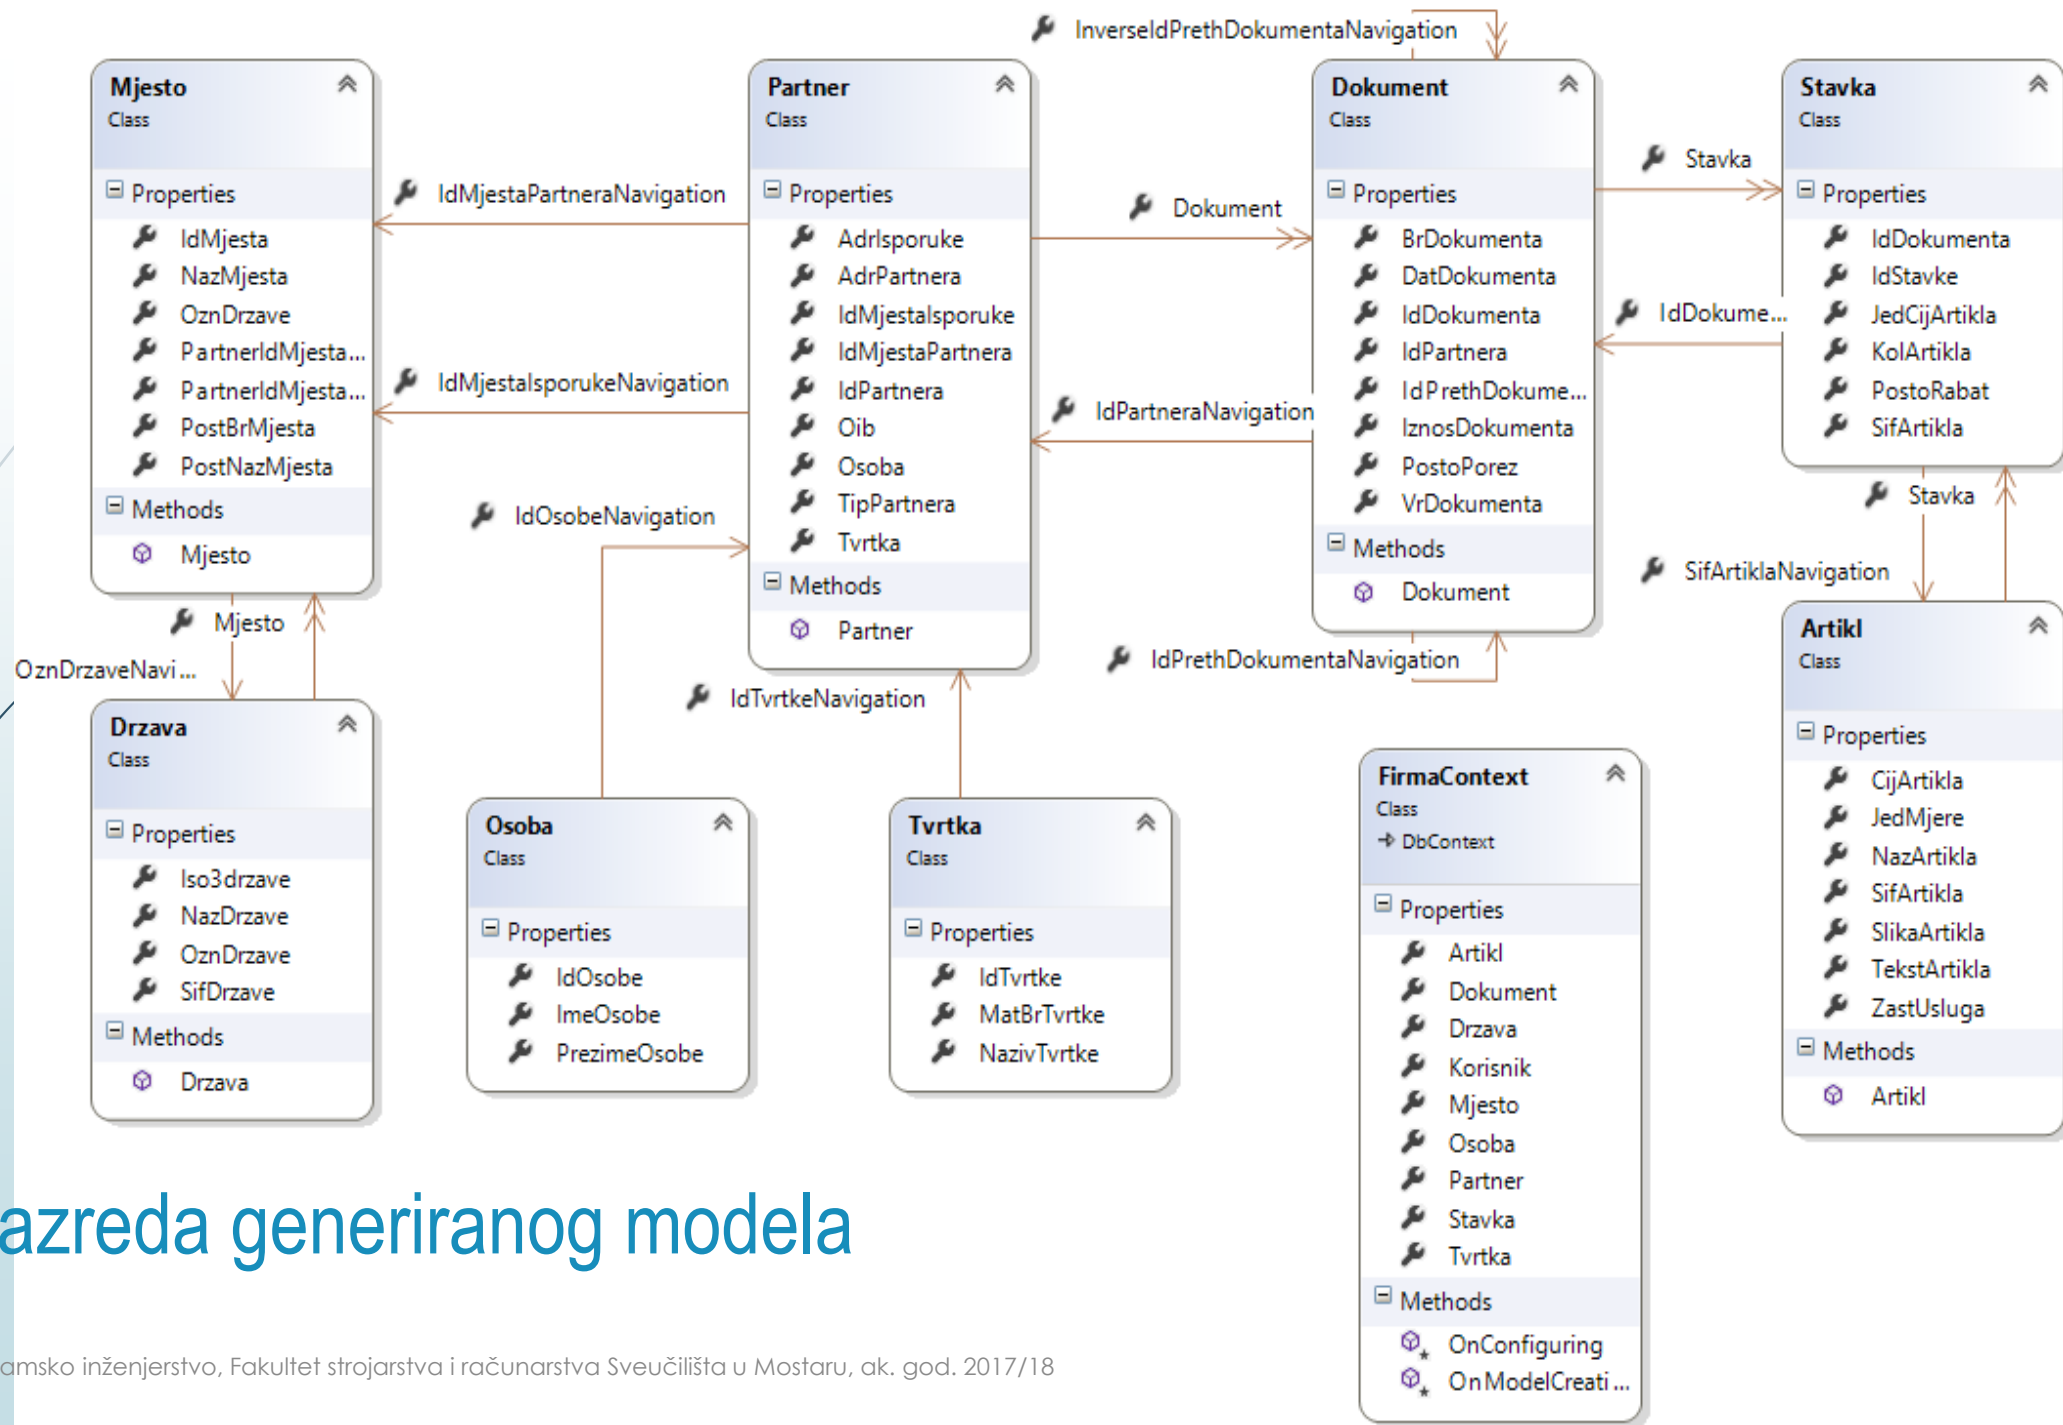 InverseIdPrethDokumentaNavigation
Mjesto
Class
Properties
IdMjesta
NazMjesta
OznDrzave
PartnerIdMjesta...
PartnerIdMjesta...
PostBrMjesta
PostNazMjesta
Methods
Mjesto
IdMjestaPartneraNavigation
IdMjestaIsporukeNavigation
Partner
Class
Properties
AdrIsporuke
AdrPartnera
IdMjestaIsporuke
IdMjestaPartnera
IdPartnera
Oib
Osoba
TipPartnera
Tvrtka
Methods
Partner
Dokument
IdPartneraNavigation
Dokument
Class
Properties
BrDokumenta
DatDokumenta
IdDokumenta
IdPartnera
IdPrethDokume...
IznosDokumenta
PostoPorez
VrDokumenta
Methods
Dokument
Stavka
IdDokume...
Stavka
Class
Properties
IdDokumenta
IdStavke
JedCijArtikla
KolArtikla
PostoRabat
SifArtikla
Stavka
SifArtiklaNavigation
IdOsobeNavigation
Mjesto
OznDrzaveNavi...
IdTvrtkeNavigation
IdPrethDokumentaNavigation
Drzava
Class
Properties
Iso3drzave
NazDrzave
OznDrzave
SifDrzave
Methods
Drzava
Osoba
Class
Properties
IdOsobe
ImeOsobe
PrezimeOsobe
Tvrtka
Class
Properties
IdTvrtke
MatBrTvrtke
NazivTvrtke
FirmaContext
Class
DbContext
Properties
Artikl
Dokument
Drzava
Korisnik
Mjesto
Osoba
Partner
Stavka
Tvrtka
Methods
OnConfiguring
OnModelCreati...
Artikl
Class
Properties
CijArtikla
JedMjere
NazArtikla
SifArtikla
SlikaArtikla
TekstArtikla
ZastUsluga
Methods
Artikl
azreda generiranog modela
amsko inženjerstvo, Fakultet strojarstva i računarstva Sveučilišta u Mostaru, ak. god. 2017/18